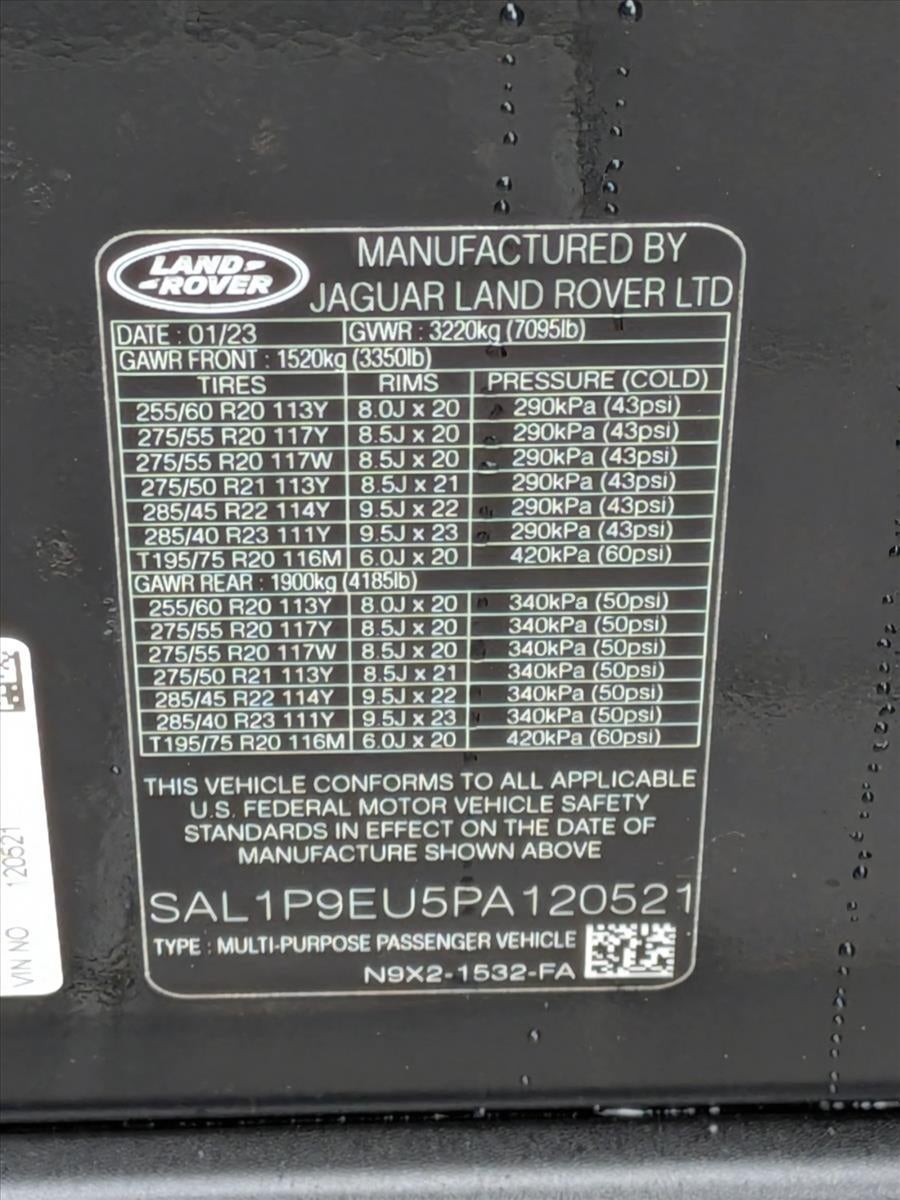 LAND-
-ROVER
MANUFACTURED BY
JAGUAR LAND ROVER LTD
DATE : 01/23 GVWR : 3220kg (7095lb)
GAWR FRONT : 1520kg (3350lb)
TIRES RIMS PRESSURE (COLD)
255/60 R20 113Y 8.0J x 20 290kPa (43psi)
275/55 R20 117Y 8.5J x 20 290kPa (43psi)
275/55 R20 117W 8.5J x 20 290kPa (43psi)
275/50 R21 113Y 8.5J x 21 290kPa (43psi)
285/45 R22 114Y 9.5J x 22 290kPa (43psi)
285/40 R23 111Y 9.5J x 23 290kPa (43psi)
T195/75 R20 116M 6.0J x 20 420kPa (60psi)
GAWR REAR : 1900kg (4185lb)
255/60 R20 113Y 8.0J x 20 340kPa (50psi)
275/55 R20 117Y 8.5J x 20 340kPa (50psi)
275/55 R20 117W 8.5J x 20 340kPa (50psi)
275/50 R21 113Y 8.5J x 21 340kPa (50psi)
285/45 R22 114Y 9.5J x 22 340kPa (50psi)
285/40 R23 111Y 9.5J x 23 340kPa (50psi)
T195/75 R20 116M 6.0J x 20 420kPa (60psi)
THIS VEHICLE CONFORMS TO ALL APPLICABLE
U.S. FEDERAL MOTOR VEHICLE SAFETY
STANDARDS IN EFFECT ON THE DATE OF
MANUFACTURE SHOWN ABOVE
SAL1P9EU5PA120521
TYPE : MULTI-PURPOSE PASSENGER VEHICLE
N9X2-1532-FA
VIN NO 120521